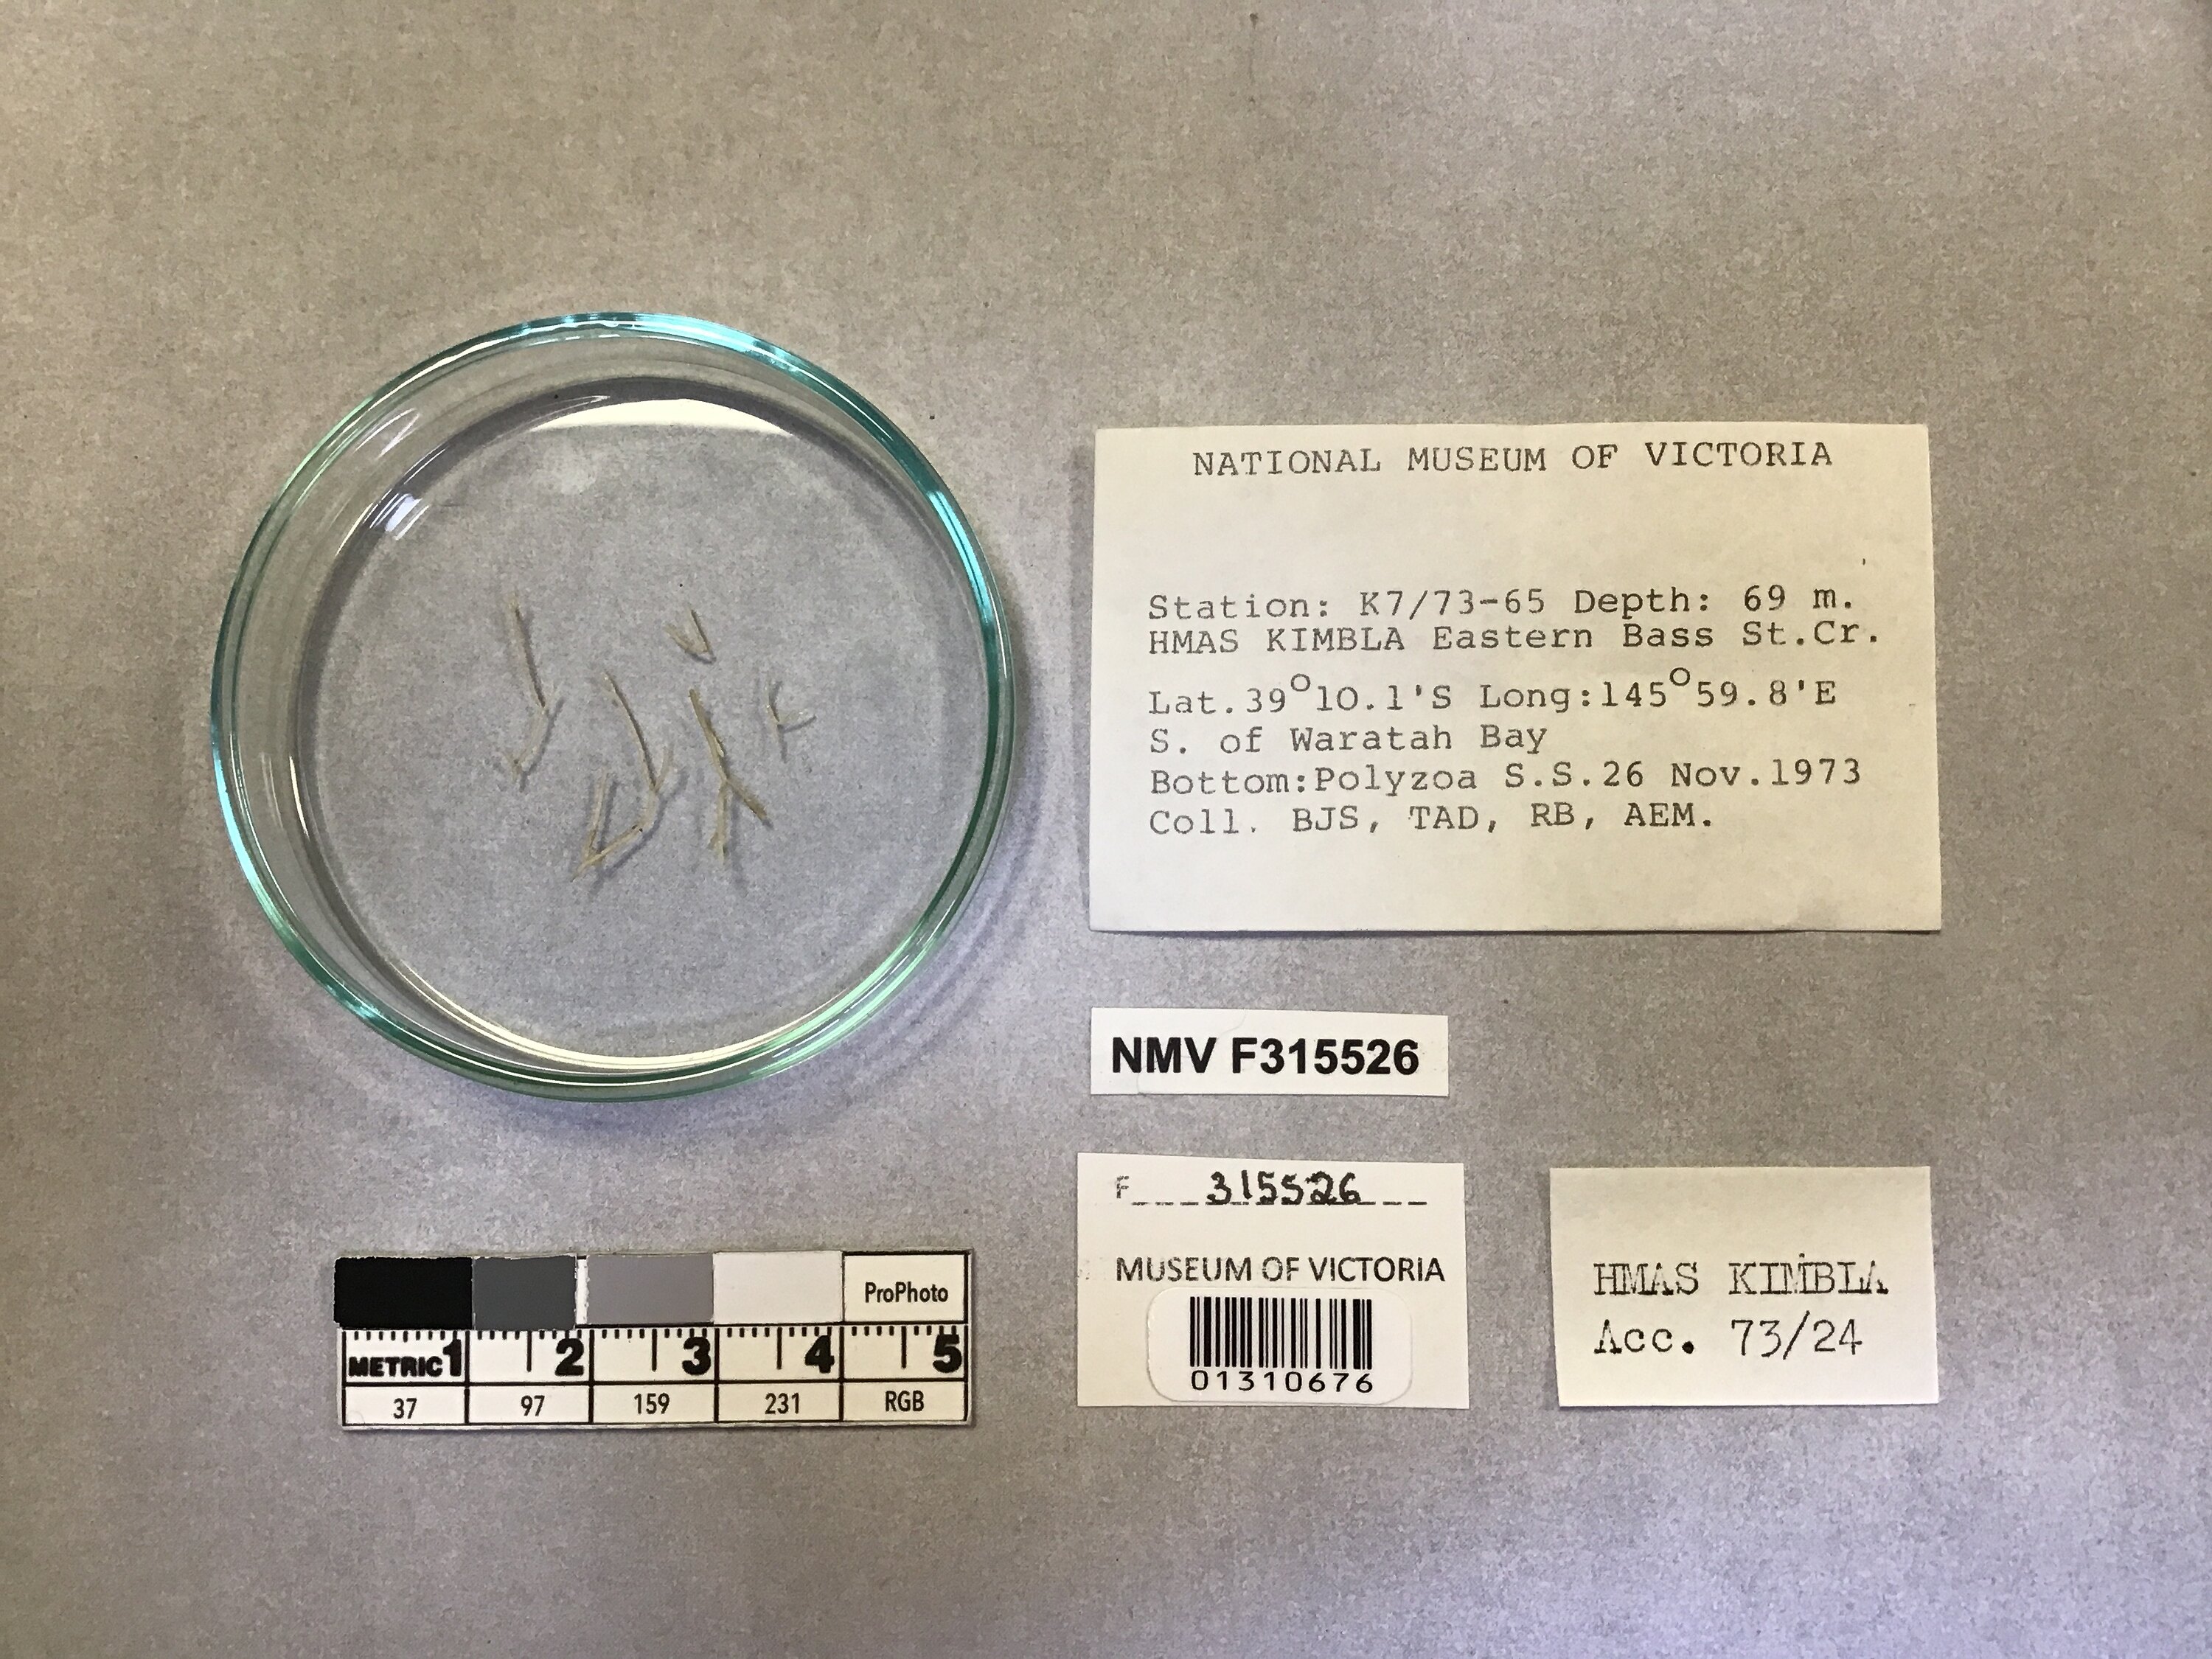 NATIONAL MUSEUM OF VICTORIA
Station: K7/73-65 Depth: 69 m.
HMAS KIMBLA Eastern Bass St.Cr.
Lat.39°10.1'S Long:145°59.8'E
S. of Waratah Bay
Bottom:Polyzoa S.S.26 Nov.1973
Coll. BJS, TAD, RB, AEM.
NMV F315526
F___315526___
MUSEUM OF VICTORIA
01310676
HMAS KIMBLA
Acc. 73/24
ProPhoto
METRIC 1 2 3 4 5
37 97 159 231 RGB